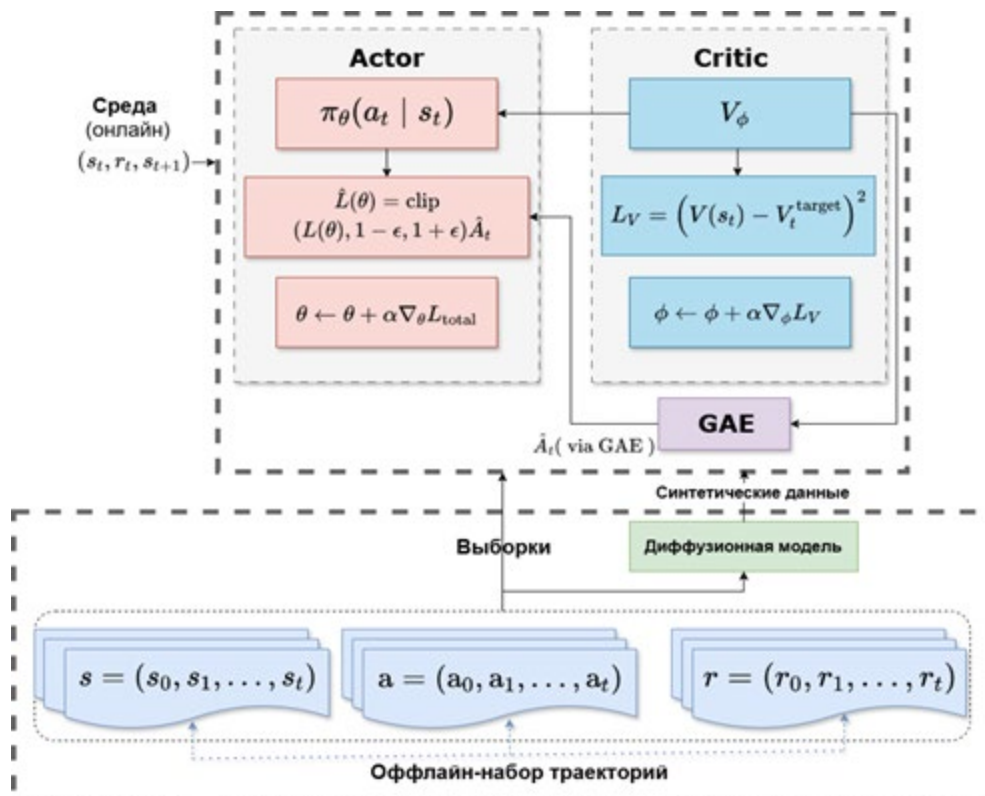 Actor
Critic
Среда
(онлайн)
(s_t, r_t, s_{t+1})
π_θ(a_t | s_t)
V_ϕ
L̂(θ) = clip
(L(θ), 1 − ϵ, 1 + ϵ)Â_t
L_V = (V(s_t) − V_t^{target})^2
θ ← θ + α∇_θ L_{total}
ϕ ← ϕ + α∇_ϕ L_V
GAE
Â_t( via GAE )
Синтетические данные
Выборки
Диффузионная модель
s = (s_0, s_1, . . . , s_t)
a = (a_0, a_1, . . . , a_t)
r = (r_0, r_1, . . . , r_t)
Оффлайн-набор траекторий